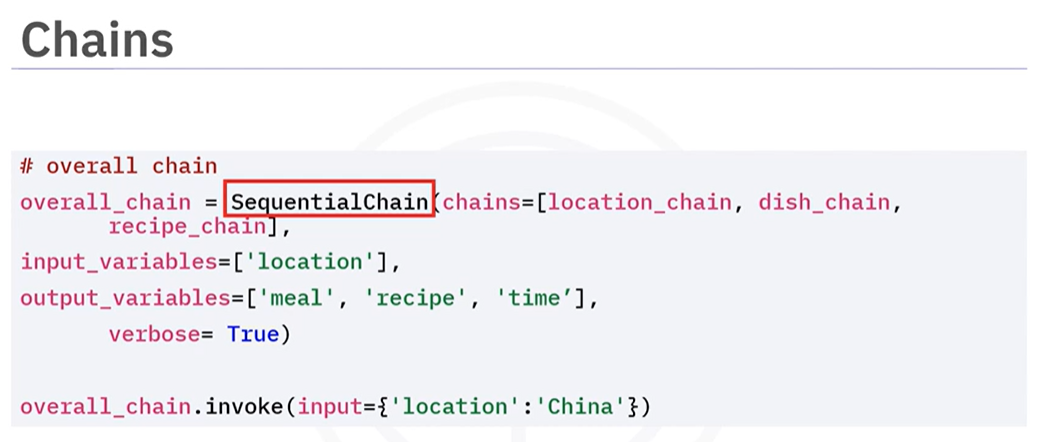 Chains
# overall chain
overall_chain = SequentialChain(chains=[location_chain, dish_chain,
recipe_chain],
input_variables=['location'],
output_variables=['meal', 'recipe', 'time’],
verbose= True)
overall_chain.invoke(input={'location':'China'})